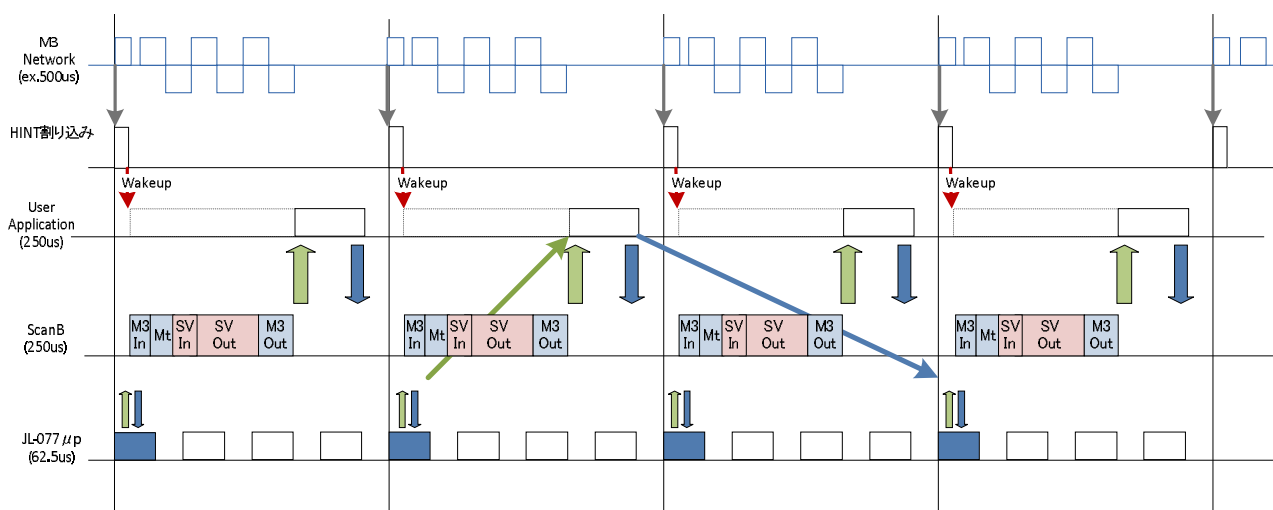 M3
Network
(ex.500us)
HINT割り込み
Wakeup
Wakeup
Wakeup
Wakeup
User
Application
(250us)
ScanB
(250us)
M3
In
Mt
SV
In
SV
Out
M3
Out
M3
In
Mt
SV
In
SV
Out
M3
Out
M3
In
Mt
SV
In
SV
Out
M3
Out
M3
In
Mt
SV
In
SV
Out
M3
Out
JL-077 μp
(62.5us)